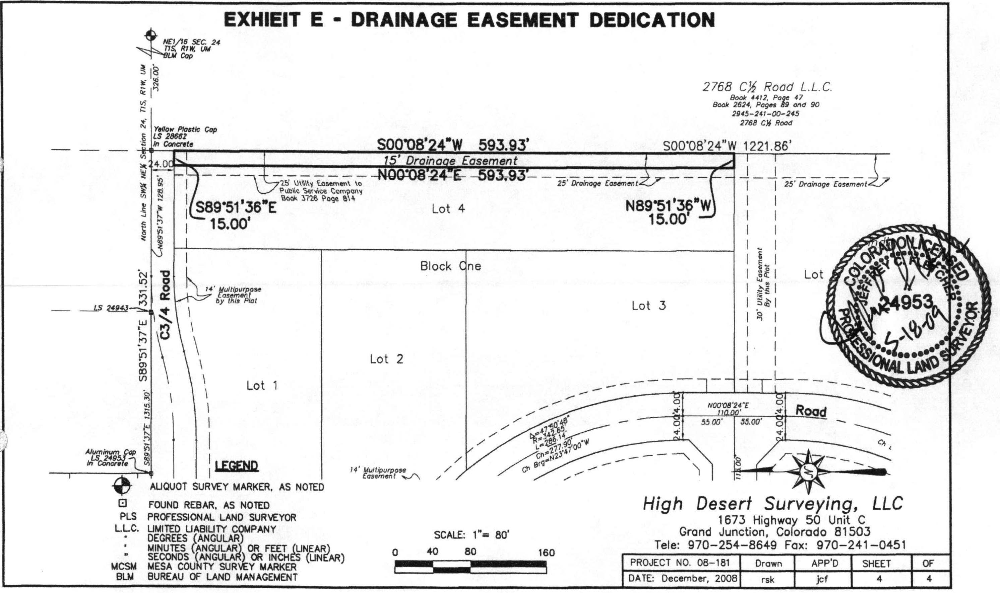 EXHIEIT E - DRAINAGE EASEMENT DEDICATION
NE1/16 SEC. 24
T1S, R1W, UM
BLM Cap
North Line SW¼ NE¼ Section 24, T1S, R1W, UM
326.00'
2768 C½ Road L.L.C.
Book 4412, Page 47
Book 2624, Pages 89 and 90
2945-241-00-245
2768 C½ Road
Yellow Plastic Cap
LS 28662
In Concrete
S00°08'24"W 593.93'
S00°08'24"W 1221.86'
24.00
15' Drainage Easement
N00°08'24"E 593.93'
25' Utility Easement to
Public Service Company
Book 3726 Page 814
25' Drainage Easement
25' Drainage Easement
N89°51'37"W 128.95'
S89°51'36"E
15.00'
Lot 4
N89°51'36"W
15.00'
Block One
S89°51'37"E 331.52'
C3/4 Road
14' Multipurpose
Easement
by this Plat
LS 24943
Lot 3
30' Utility Easement
By this Plat
Lot
COLORADO LICENSED
JEFFREY C. FLETCHER
24953
5-18-09
PROFESSIONAL LAND SURVEYOR
Lot 2
Lot 1
S89°51'37"E 1315.30'
Aluminum Cap
LS 24953
In Concrete
24.00'
24.00'
N00°08'24"E
110.00'
55 00'
55.00'
24.00'
24.00'
Road
Δ=47°50'48"
R=342.65,
L=286.14,
Ch=277.90'
Ch Brg=N23°47'00"W
Ch L
14' Multipurpose
Easement
115.00'
N
LEGEND
ALIQUOT SURVEY MARKER, AS NOTED
FOUND REBAR, AS NOTED
PLS PROFESSIONAL LAND SURVEYOR
L.L.C. LIMITED LIABILITY COMPANY
° DEGREES (ANGULAR)
' MINUTES (ANGULAR) OR FEET (LINEAR)
" SECONDS (ANGULAR) OR INCHES (LINEAR)
MCSM MESA COUNTY SURVEY MARKER
BLM BUREAU OF LAND MANAGEMENT
SCALE: 1"= 80'
0 40 80 160
High Desert Surveying, LLC
1673 Highway 50 Unit C
Grand Junction, Colorado 81503
Tele: 970-254-8649 Fax: 970-241-0451
PROJECT NO. 08-181 Drawn APP'D SHEET OF
DATE: December, 2008 rsk jcf 4 4